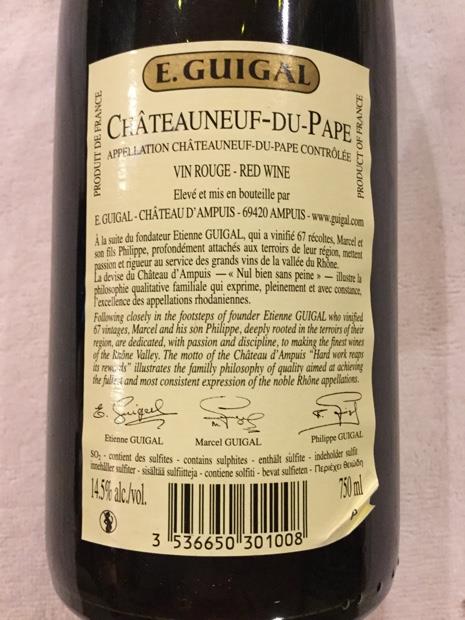 E.GUIGAL
PRODUIT DE FRANCE
CHÂTEAUNEUF-DU-PAPE
PRODUCT OF FRANCE
APPELLATION CHÂTEAUNEUF-DU-PAPE CONTRÔLÉE
VIN ROUGE - RED WINE
Elevé et mis en bouteille par
E. GUIGAL - CHÂTEAU D'AMPUIS - 69420 AMPUIS - www.guigal.com
À la suite du fondateur Etienne GUIGAL, qui a vinifié 67 récoltes, Marcel et
son fils Philippe, profondément attachés aux terroirs de leur région, mettent
passion et rigueur au service des grands vins de la vallée du Rhône.
La devise du Château d'Ampuis — « Nul bien sans peine » — illustre la
philosophie qualitative familiale qui exprime, pleinement et avec constance,
l'excellence des appellations rhodaniennes.
Following closely in the footsteps of founder Etienne GUIGAL who vinified
67 vintages, Marcel and his son Philippe, deeply rooted in the terroirs of their
region, are dedicated, with passion and discipline, to making the finest wines
of the Rhône Valley. The motto of the Château d'Ampuis "Hard work reaps
its rewards" illustrates the familly philosophy of quality aimed at achieving
the fullest and most consistent expression of the noble Rhône appellations.
E. Guigal
Etienne GUIGAL
Marcel GUIGAL
Philippe GUIGAL
SO₂ - contient des sulfites - contains sulphites - enthält sulfite - indeholder sulfit
innehåller sulfiter - sisältää sulfiitteja - contiene solfiti - bevat sulfieten - Περιέχει θειώδη
14.5% alc./vol.
750 ml
3 536650 301008